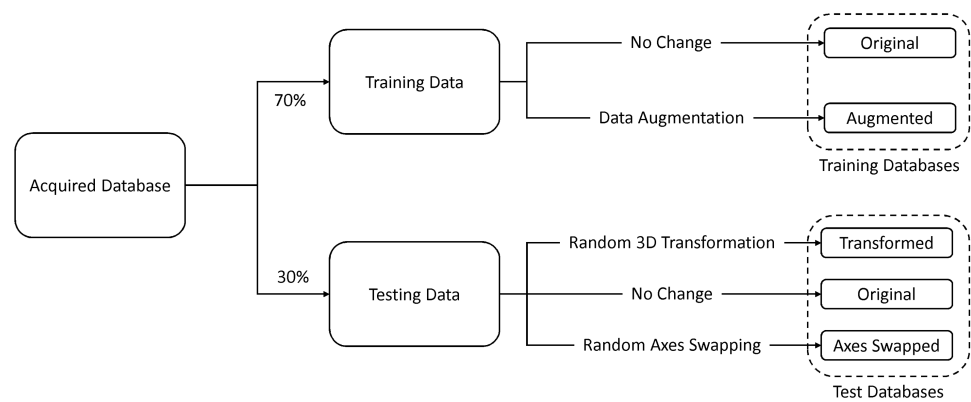 Acquired Database
70%
30%
Training Data
No Change
Original
Data Augmentation
Augmented
Training Databases
Testing Data
Random 3D Transformation
Transformed
No Change
Original
Random Axes Swapping
Axes Swapped
Test Databases